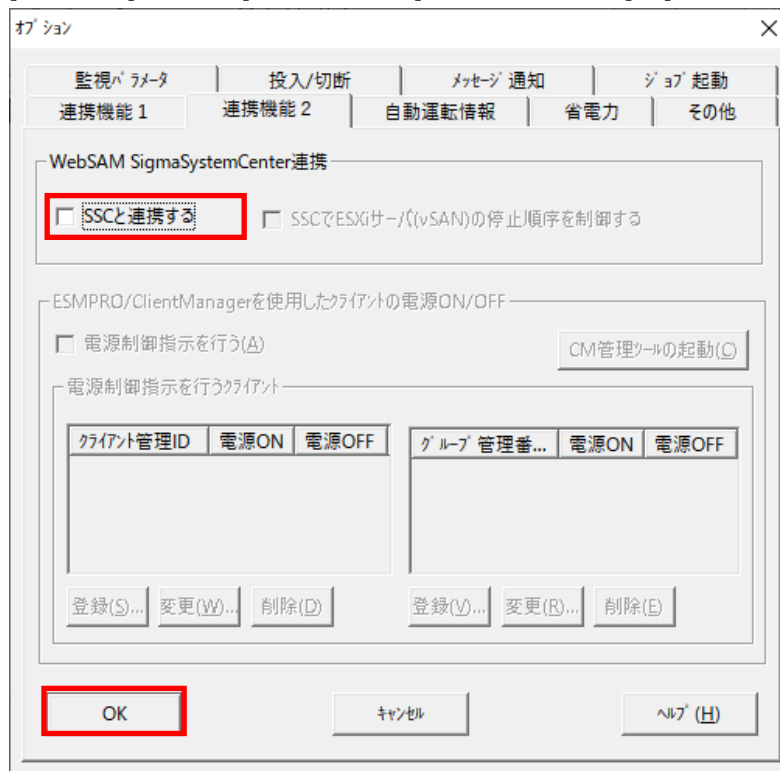 ｵﾌﾟｼｮﾝ
監視ﾊﾟﾗﾒｰﾀ 投入/切断 ﾒｯｾｰｼﾞ通知 ｼﾞｮﾌﾞ起動
連携機能１ 連携機能２ 自動運転情報 省電力 その他
WebSAM SigmaSystemCenter連携
SSCと連携する SSCでESXiサーバ(vSAN)の停止順序を制御する
ESMPRO/ClientManagerを使用したｸﾗｲｱﾝﾄの電源ON/OFF
電源制御指示を行う(A) CM管理ﾂｰﾙの起動(C)
電源制御指示を行うｸﾗｲｱﾝﾄ
ｸﾗｲｱﾝﾄ管理ID 電源ON 電源OFF ｸﾞﾙｰﾌﾟ管理番... 電源ON 電源OFF
登録(S)... 変更(W)... 削除(D) 登録(V)... 変更(R)... 削除(E)
OK ｷｬﾝｾﾙ ﾍﾙﾌﾟ(H)